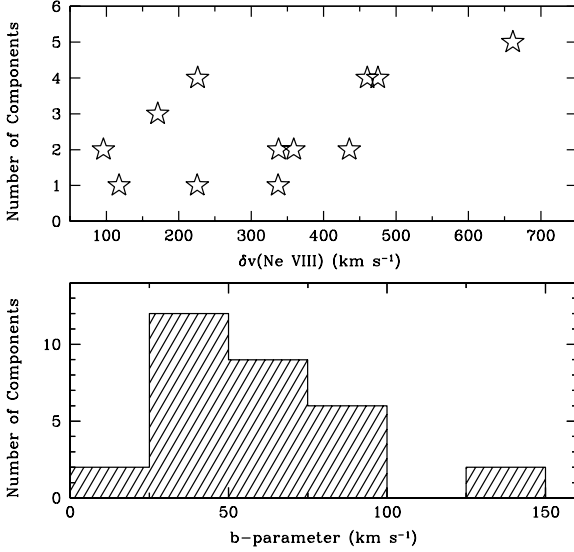 6
5
4
3
2
1
0
Number of Components
100 200 300 400 500 600 700
δv(Ne VIII) (km s⁻¹)
10
5
0
Number of Components
0 50 100 150
b−parameter (km s⁻¹)